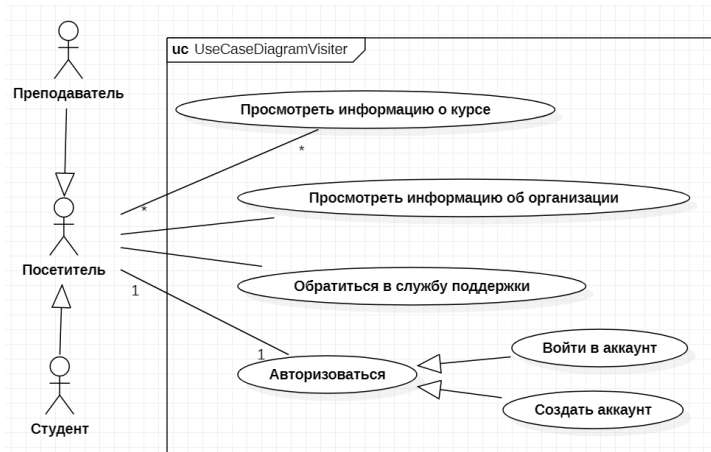 uc UseCaseDiagramVisiter
Преподаватель
Просмотреть информацию о курсе
*
*
Просмотреть информацию об организации
Посетитель
Обратиться в службу поддержки
1
1
Войти в аккаунт
Авторизоваться
Создать аккаунт
Студент